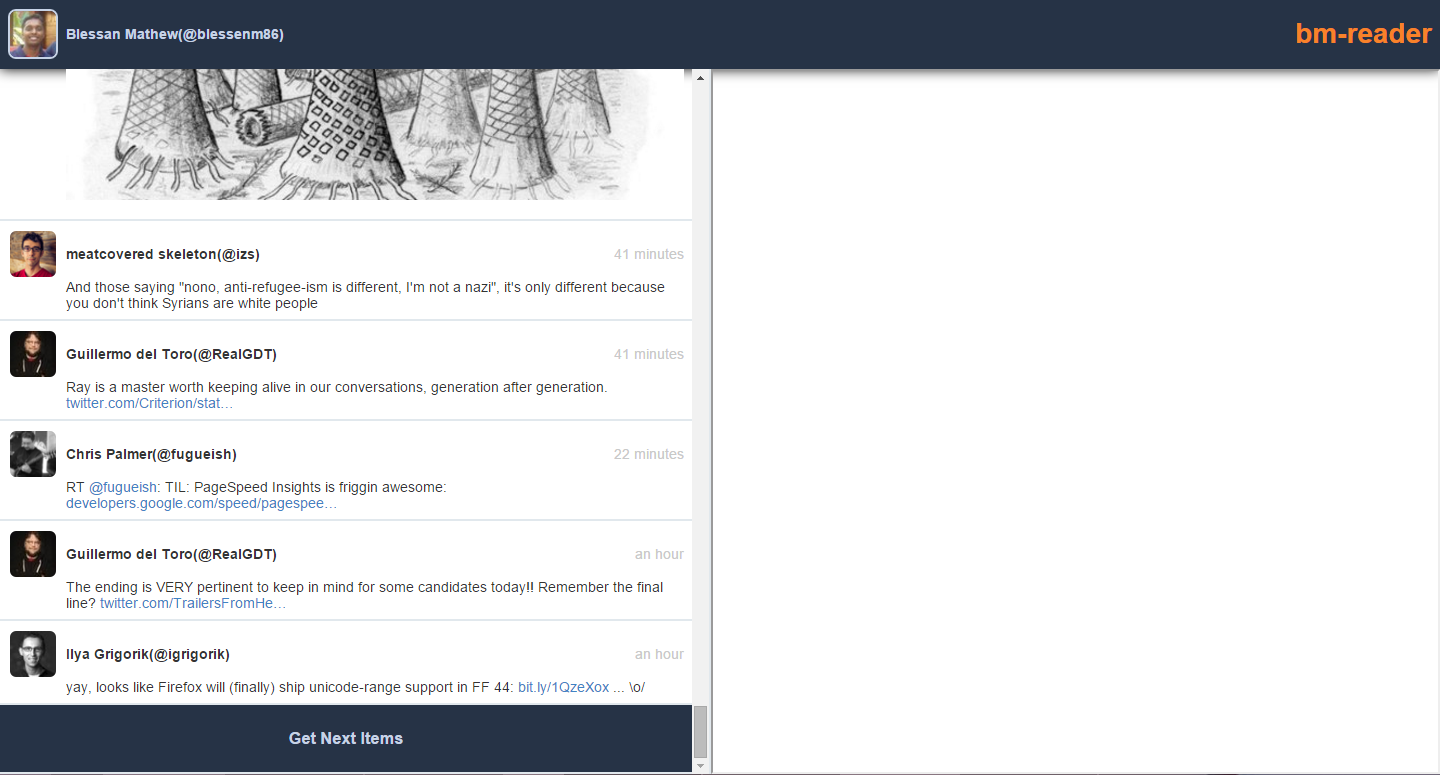 Blessan Mathew(@blessenm86)
bm-reader
meatcovered skeleton(@izs)
41 minutes
And those saying "nono, anti-refugee-ism is different, I'm not a nazi", it's only different because
you don't think Syrians are white people
Guillermo del Toro(@RealGDT)
41 minutes
Ray is a master worth keeping alive in our conversations, generation after generation.
twitter.com/Criterion/stat…
Chris Palmer(@fugueish)
22 minutes
RT @fugueish: TIL: PageSpeed Insights is friggin awesome:
developers.google.com/speed/pagespee…
Guillermo del Toro(@RealGDT)
an hour
The ending is VERY pertinent to keep in mind for some candidates today!! Remember the final
line? twitter.com/TrailersFromHe…
Ilya Grigorik(@igrigorik)
an hour
yay, looks like Firefox will (finally) ship unicode-range support in FF 44: bit.ly/1QzeXox ... \o/
Get Next Items